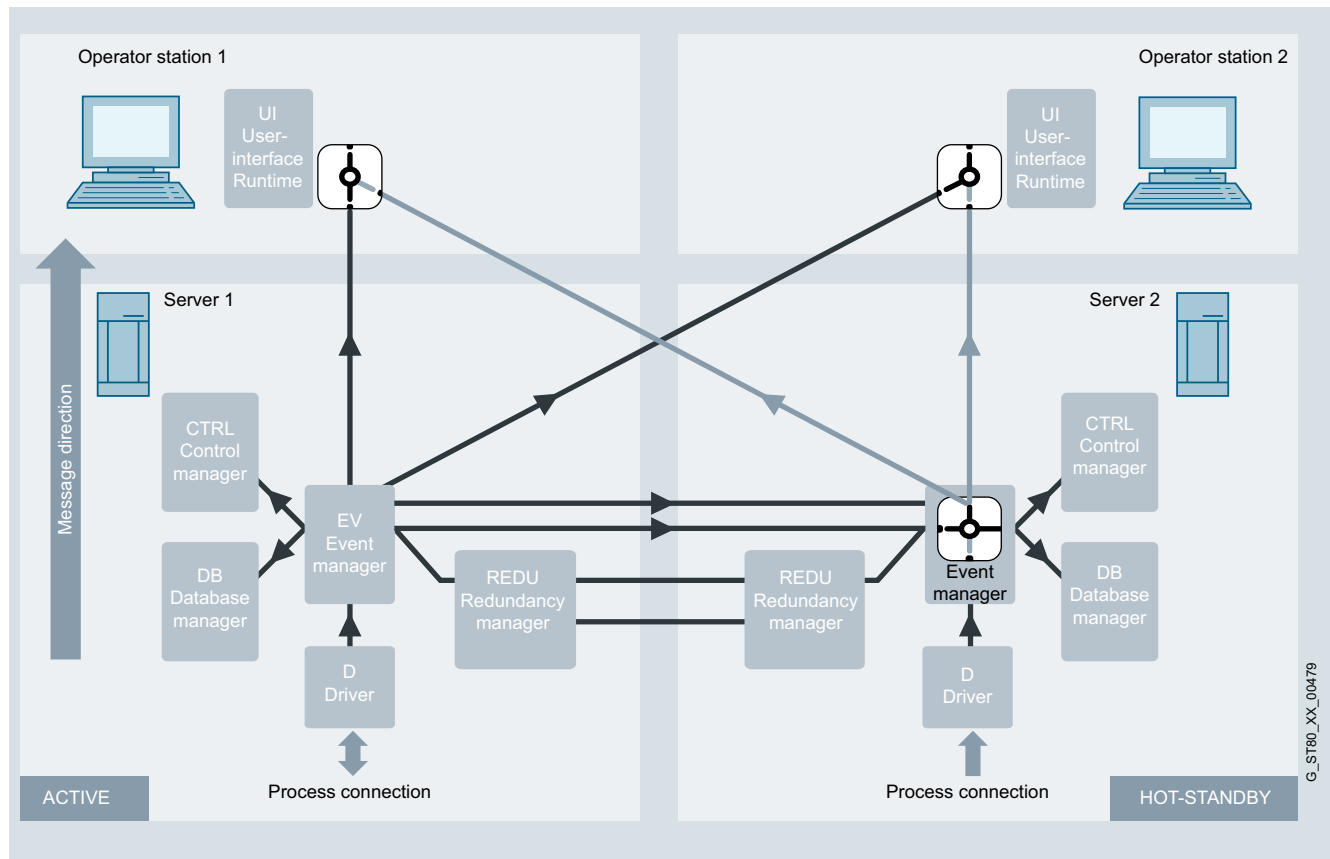 Operator station 1
Operator station 2
UI
User-
interface
Runtime
UI
User-
interface
Runtime
Server 1
Server 2
Message direction
CTRL
Control
manager
CTRL
Control
manager
EV
Event
manager
Event
manager
DB
Database
manager
REDU
Redundancy
manager
REDU
Redundancy
manager
DB
Database
manager
D
Driver
D
Driver
Process connection
Process connection
ACTIVE
HOT-STANDBY
G_ST80_XX_00479